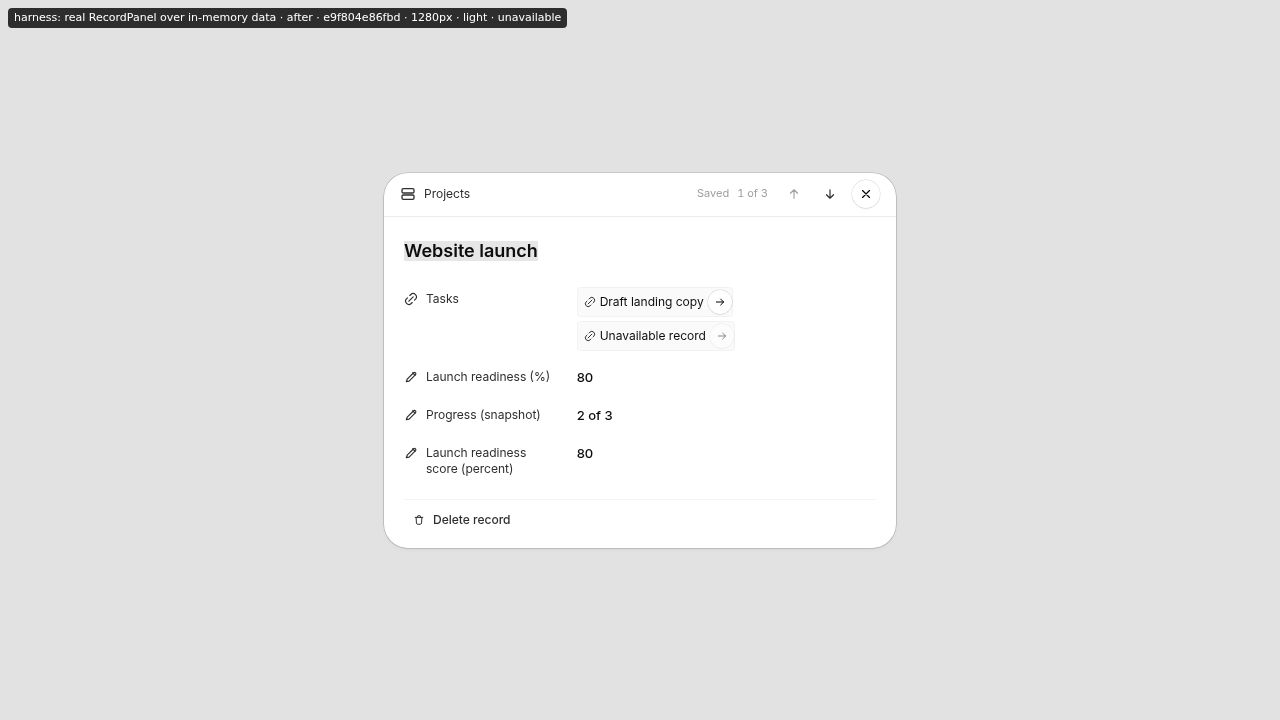 harness: real RecordPanel over in-memory data · after · e9f804e86fbd · 1280px · light · unavailable
Projects
Saved 1 of 3
Website launch
Tasks
Draft landing copy
Unavailable record
Launch readiness (%)
80
Progress (snapshot)
2 of 3
Launch readiness
score (percent)
80
Delete record